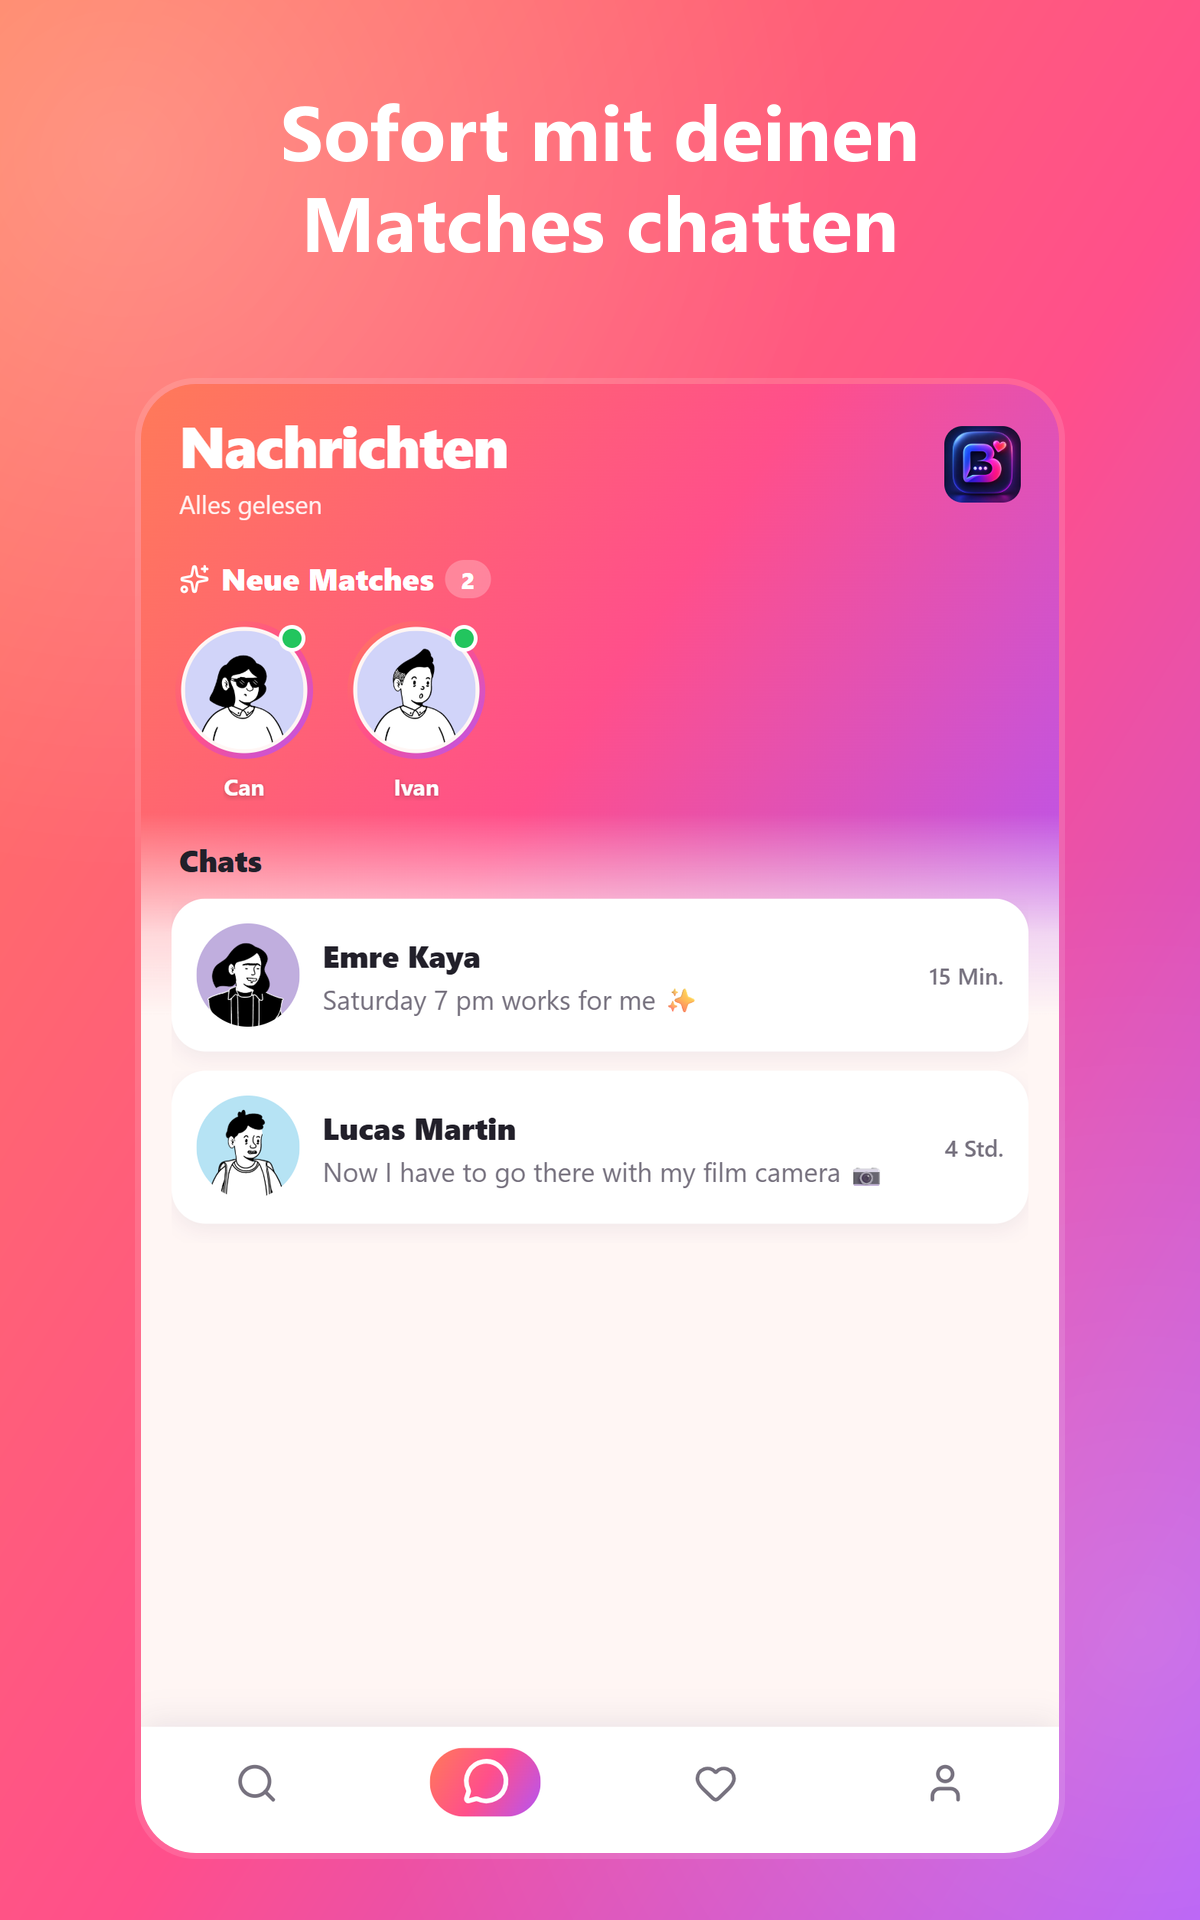 Sofort mit deinen
Matches chatten
Nachrichten
Alles gelesen
Neue Matches 2
Can Ivan
Chats
Emre Kaya
Saturday 7 pm works for me ✨
15 Min.
Lucas Martin
Now I have to go there with my film camera 📷
4 Std.